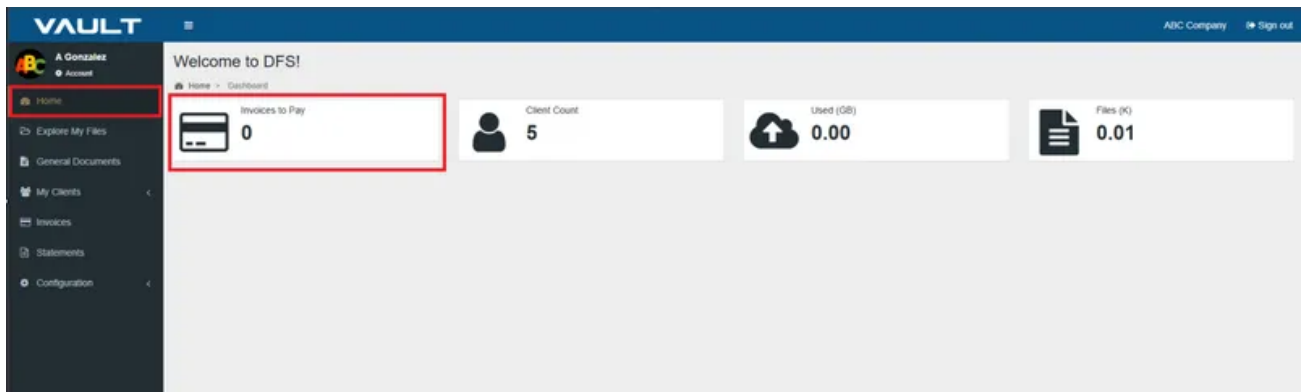 VAULT
ABC Company Sign out
A Gonzalez
Account
Home
Explore My Files
General Documents
My Clients
Invoices
Statements
Configuration
Welcome to DFS!
Home > Dashboard
Invoices to Pay
0
Client Count
5
Used (GB)
0.00
Files (K)
0.01
ABC